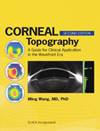 CORNEAL
SECOND EDITION
Topography
A Guide for Clinical Application
in the Wavefront Era
Ming Wang, MD, PhD